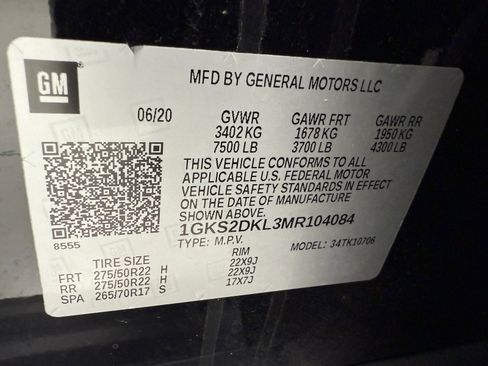 GM
MFD BY GENERAL MOTORS LLC
06/20 GVWR GAWR FRT GAWR RR
3402 KG 1678 KG 1950 KG
7500 LB 3700 LB 4300 LB
THIS VEHICLE CONFORMS TO ALL
APPLICABLE U.S. FEDERAL MOTOR
VEHICLE SAFETY STANDARDS IN EFFECT
ON THE DATE OF MANUFACTURE
SHOWN ABOVE.
1GKS2DKL3MR104084
8555
TYPE: M.P.V. MODEL: 34TK10706
TIRE SIZE RIM
FRT 275/50R22 H 22X9J
RR 275/50R22 H 22X9J
SPA 265/70R17 S 17X7J